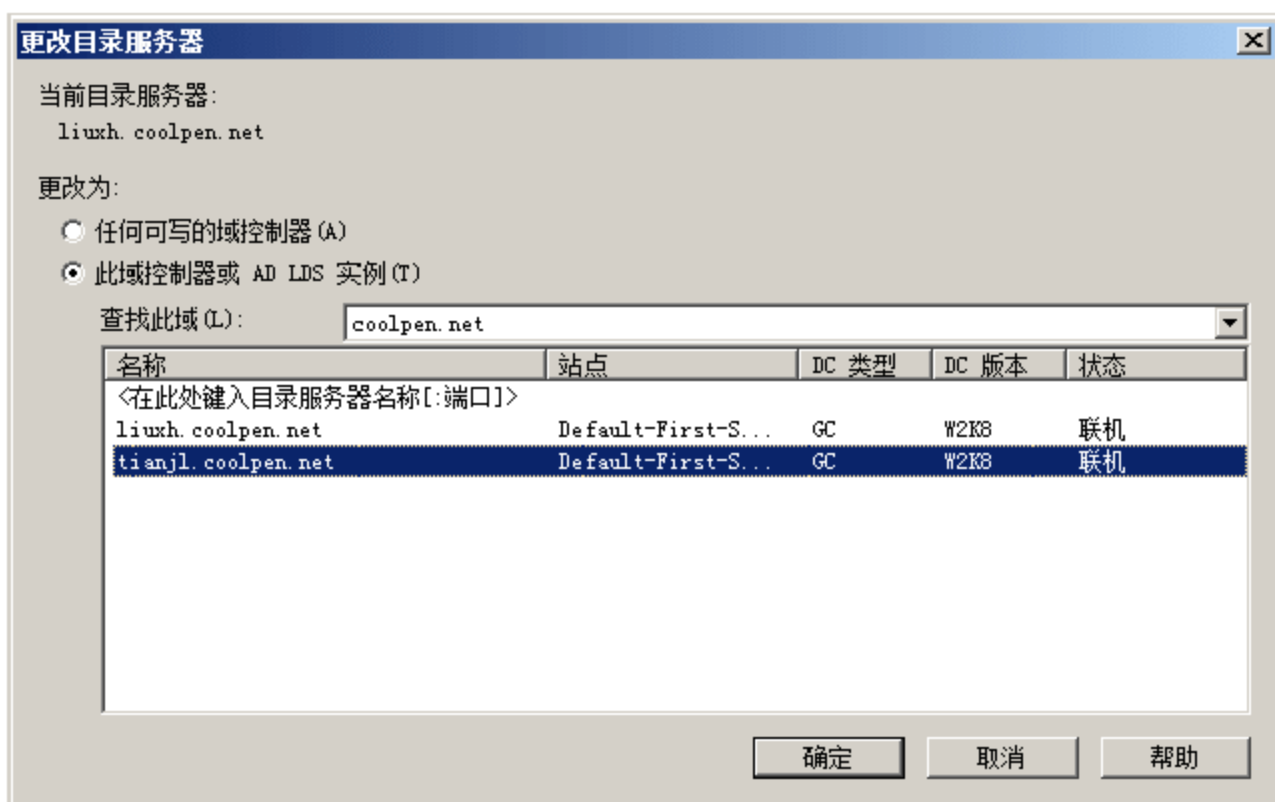 更改目录服务器
当前目录服务器:
liuxh.coolpen.net
更改为:
任何可写的域控制器(A)
此域控制器或 AD LDS 实例(T)
查找此域(L): coolpen.net
名称 站点 DC 类型 DC 版本 状态
<在此处键入目录服务器名称[:端口]>
liuxh.coolpen.net Default-First-S... GC W2K8 联机
tianjl.coolpen.net Default-First-S... GC W2K8 联机
确定 取消 帮助